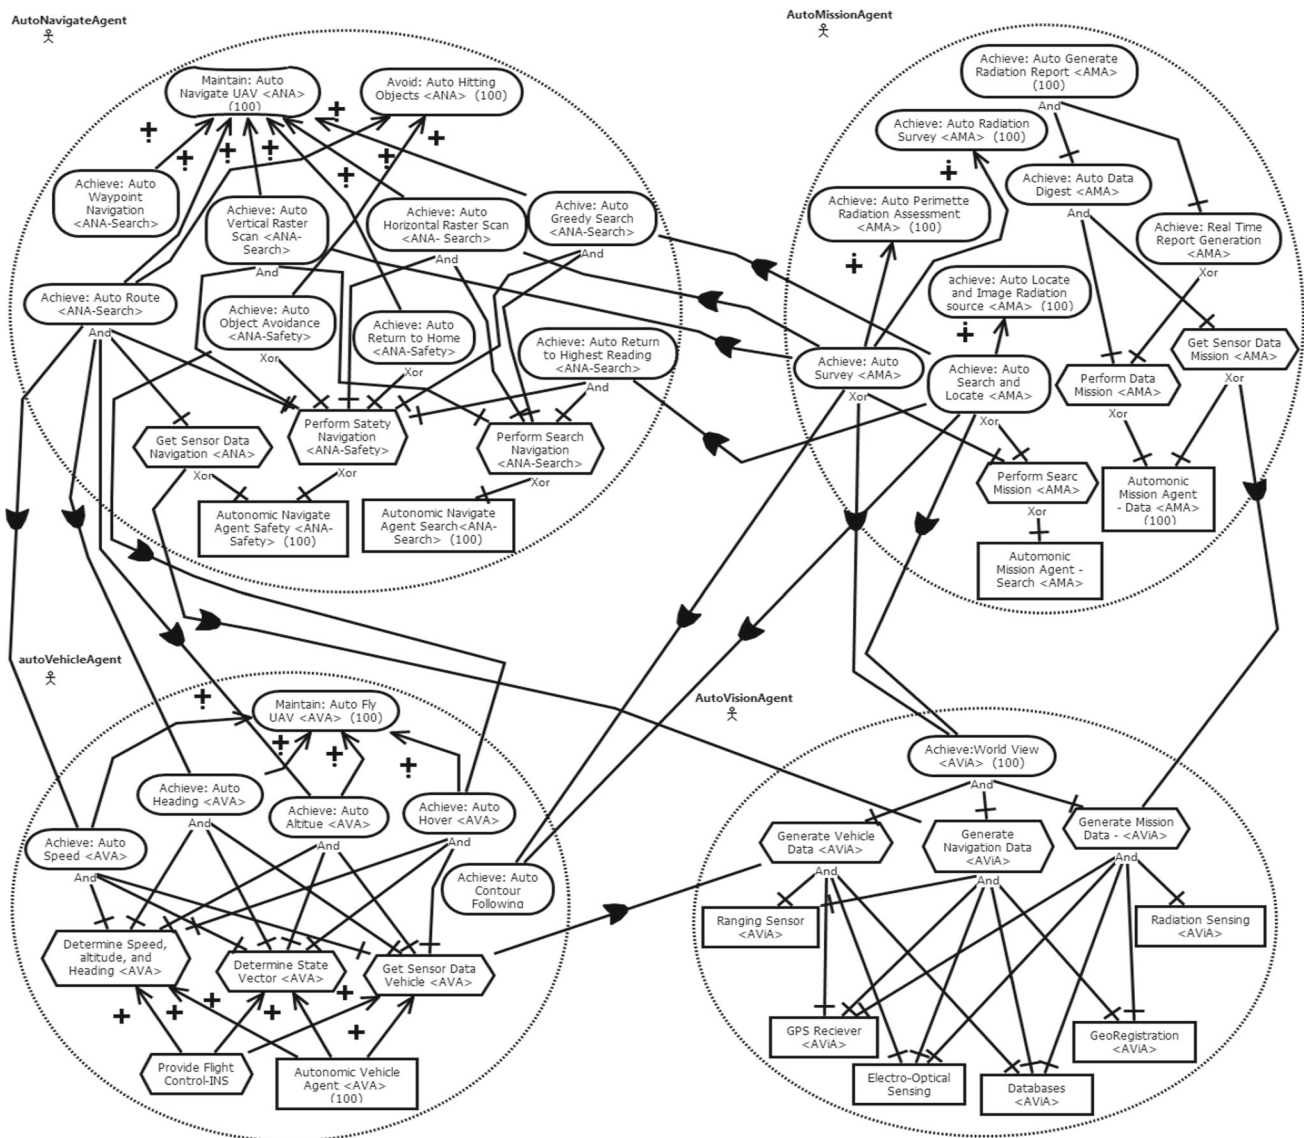 AutoNavigateAgent
Maintain: Auto
Navigate UAV <ANA>
(100)
Avoid: Auto Hitting
Objects <ANA> (100)
Achieve: Auto
Waypoint
Navigation
<ANA-Search>
Achieve: Auto
Vertical Raster
Scan <ANA-
Search>
And
Achieve: Auto
Horizontal Raster Scan
<ANA- Search>
And
Achive: Auto
Greedy Search
<ANA-Search>
And
Achieve: Auto Route
<ANA-Search>
And
Achieve: Auto
Object Avoidance
<ANA-Safety>
Xor
Achieve: Auto
Return to Home
<ANA-Safety>
Xor
Achieve: Auto Return
to Highest Reading
<ANA-Search>
And
Get Sensor Data
Navigation <ANA>
Xor
Perform Satety
Navigation
<ANA-Safety>
Xor
Perform Search
Navigation
<ANA-Search>
Xor
Autonomic Navigate
Agent Safety <ANA-
Safety> (100)
Autonomic Navigate
Agent Search<ANA-
Search> (100)
AutoMissionAgent
Achieve: Auto Generate
Radiation Report <AMA>
(100)
And
Achieve: Auto Radiation
Survey <AMA> (100)
Achieve: Auto Data
Digest <AMA>
And
Achieve: Auto Perimette
Radiation Assessment
<AMA> (100)
Achieve: Real Time
Report Generation
<AMA>
Xor
achieve: Auto Locate
and Image Radiation
source <AMA> (100)
Get Sensor Data
Mission <AMA>
Xor
Achieve: Auto
Survey <AMA>
Xor
Achieve: Auto
Search and
Locate <AMA>
Xor
Perform Data
Mission <AMA>
Xor
Perform Searc
Mission <AMA>
Xor
Automonic
Mission Agent
- Data <AMA>
(100)
Automonic
Mission Agent -
Search <AMA>
autoVehicleAgent
Maintain: Auto Fly
UAV <AVA> (100)
Achieve: Auto
Heading <AVA>
And
Achieve: Auto
Altitue <AVA>
And
Achieve: Auto
Hover <AVA>
And
Achieve: Auto
Speed <AVA>
And
Achieve: Auto
Contour
Following
Determine Speed,
altitude, and
Heading <AVA>
Determine State
Vector <AVA>
Get Sensor Data
Vehicle <AVA>
Provide Flight
Control-INS
Autonomic Vehicle
Agent <AVA>
(100)
AutoVisionAgent
Achieve:World View
<AViA> (100)
And
Generate Vehicle
Data <AViA>
And
Generate
Navigation Data
<AViA>
And
Generate Mission
Data - <AViA>
And
Ranging Sensor
<AViA>
Radiation Sensing
<AViA>
GPS Reciever
<AViA>
GeoRegistration
<AViA>
Electro-Optical
Sensing
Databases
<AViA>